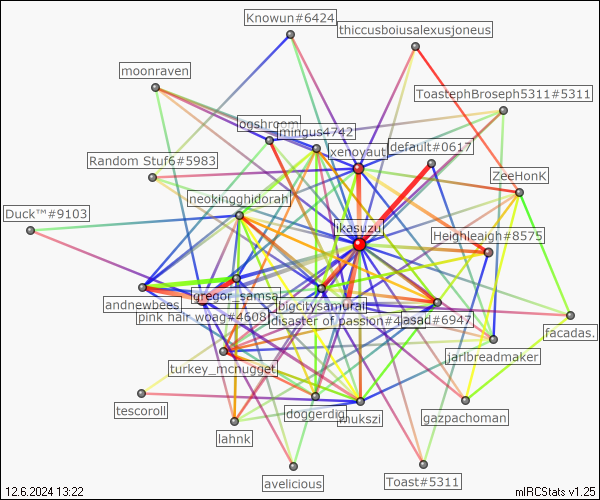 Knowun#6424
thiccusboiusalexusjoneus
moonraven
ToastephBroseph5311#5311
ogshroom
mingus4742
default#0617
xenoyaut
Random Stuf6#5983
ZeeHonK
neokingghidorah
Duck™#9103
ikasuzu
Heighleaigh#8575
gregor_samsa
andnewbees
bigcitysamurai
pink hair woag#4608
disaster of passion#4
asad#6947
facadas.
jarlbreadmaker
turkey_mcnugget
tescoroll
doggerdig
mukszi
gazpachoman
lahnk
Toast#5311
avelicious
12.6.2024 13:22
mIRCStats v1.25